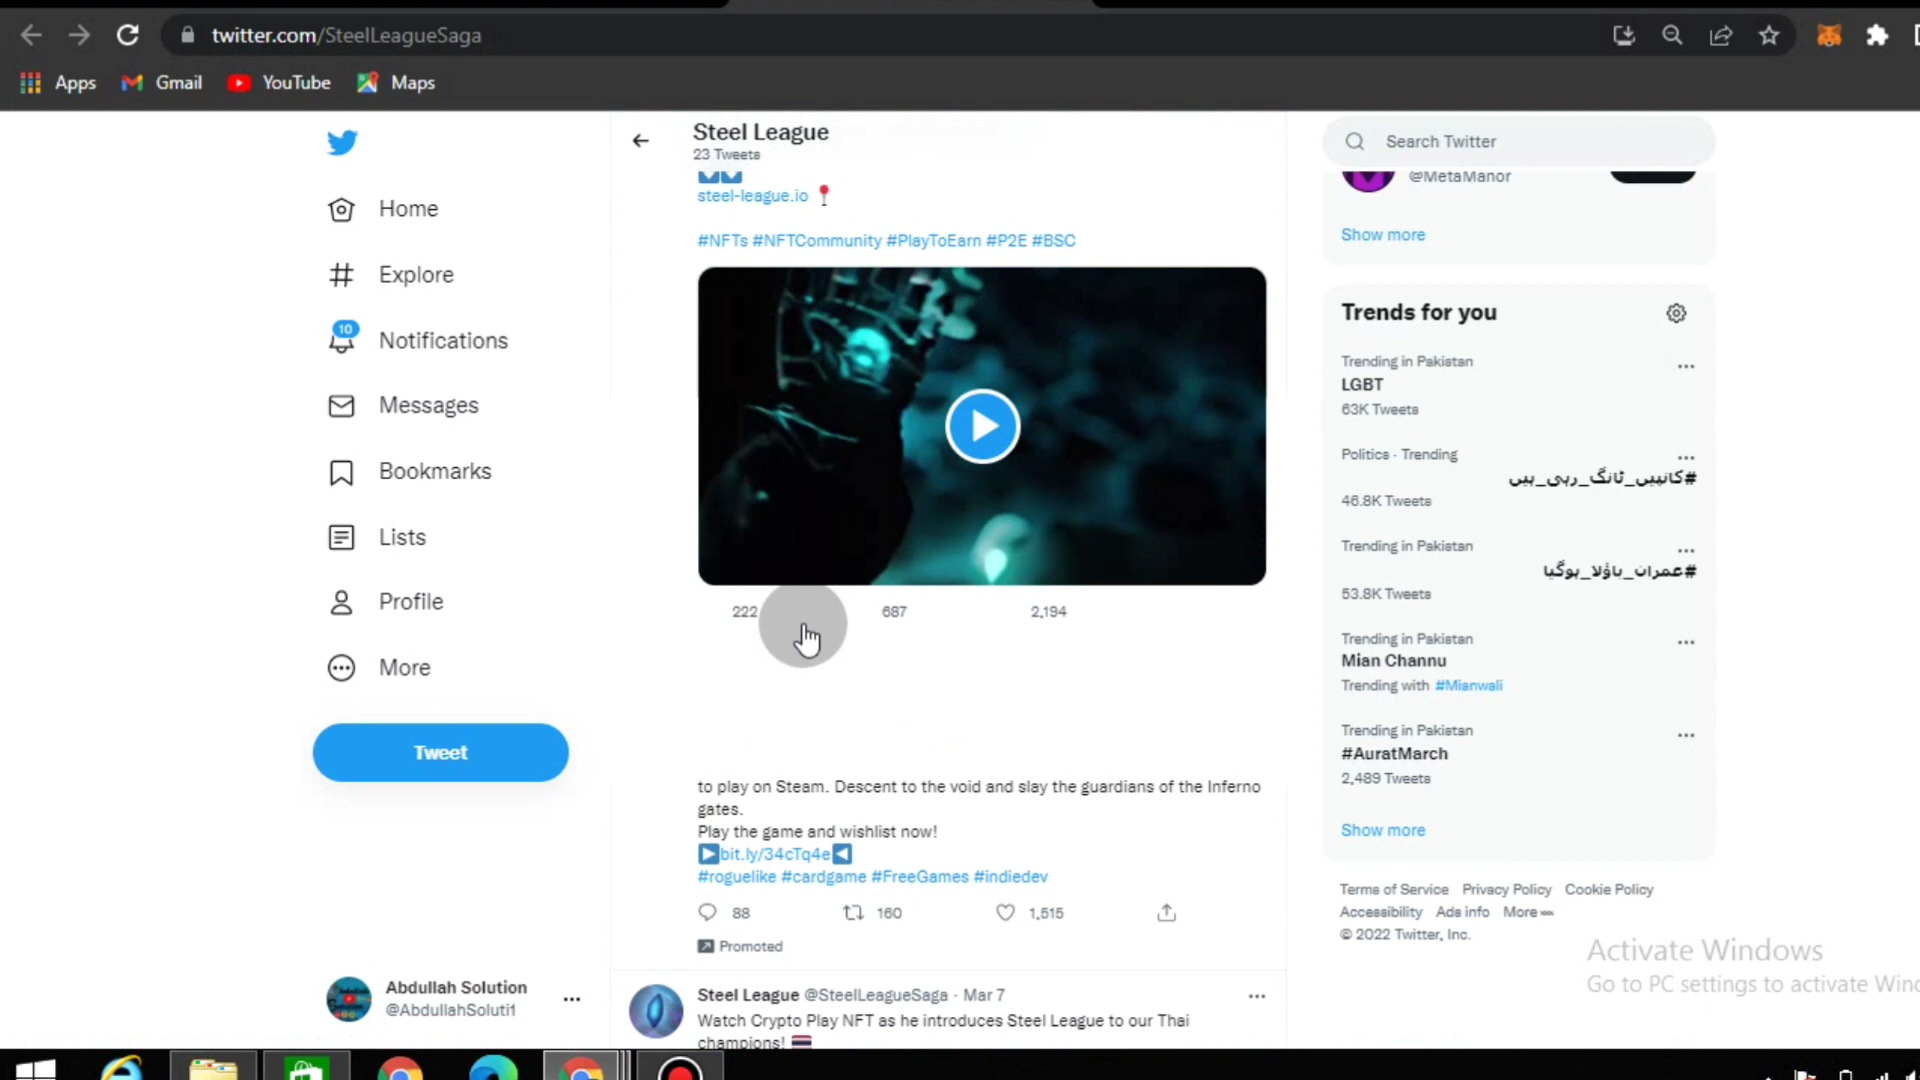 twitter.com/SteelLeagueSaga
Apps
Gmail
YouTube
Maps
Home
Explore
10
Notifications
Messages
Bookmarks
Lists
Profile
More
Tweet
Abdullah Solution
@AbdullahSoluti1
Steel League
23 Tweets
steel-league.io
#NFTs #NFTCommunity #PlayToEarn #P2E #BSC
222 687 2,194
to play on Steam. Descent to the void and slay the guardians of the Inferno
gates.
Play the game and wishlist now!
bit.ly/34cTq4e
#roguelike #cardgame #FreeGames #indiedev
88 160 1,515
Promoted
Steel League @SteelLeagueSaga · Mar 7
Watch Crypto Play NFT as he introduces Steel League to our Thai
champions!
Search Twitter
@MetaManor
Show more
Trends for you
Trending in Pakistan
LGBT
63K Tweets
Politics · Trending
#کانپیں_ٹانگ_رہی_ہیں
46.8K Tweets
Trending in Pakistan
#عمران_باؤلا_ہوگیا
53.8K Tweets
Trending in Pakistan
Mian Channu
Trending with #Mianwali
Trending in Pakistan
#AuratMarch
2,489 Tweets
Show more
Terms of Service Privacy Policy Cookie Policy
Accessibility Ads info More
© 2022 Twitter, Inc.
Activate Windows
Go to PC settings to activate Win